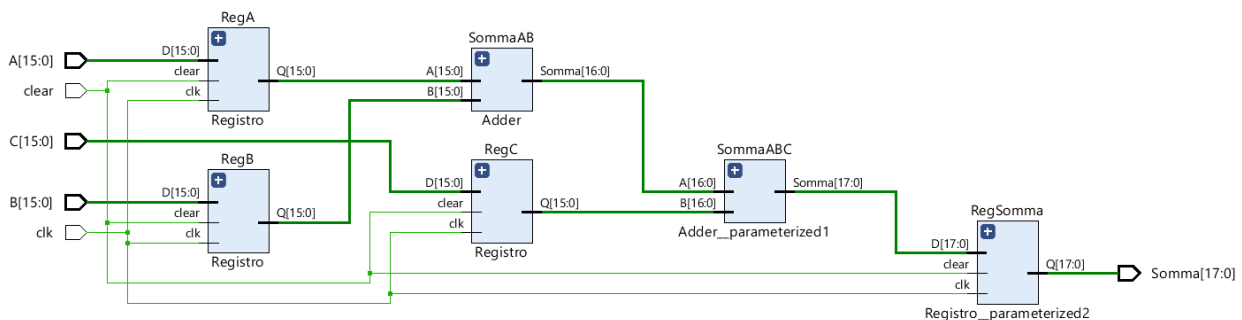 RegA
A[15:0]
D[15:0]
clear
clear
clk
Q[15:0]
Registro
SommaAB
A[15:0]
B[15:0]
Somma[16:0]
Adder
C[15:0]
RegB
B[15:0]
D[15:0]
clear
clk
clk
Q[15:0]
Registro
RegC
D[15:0]
clear
clk
Q[15:0]
Registro
SommaABC
A[16:0]
B[16:0]
Somma[17:0]
Adder__parameterized1
RegSomma
D[17:0]
clear
clk
Q[17:0]
Somma[17:0]
Registro__parameterized2